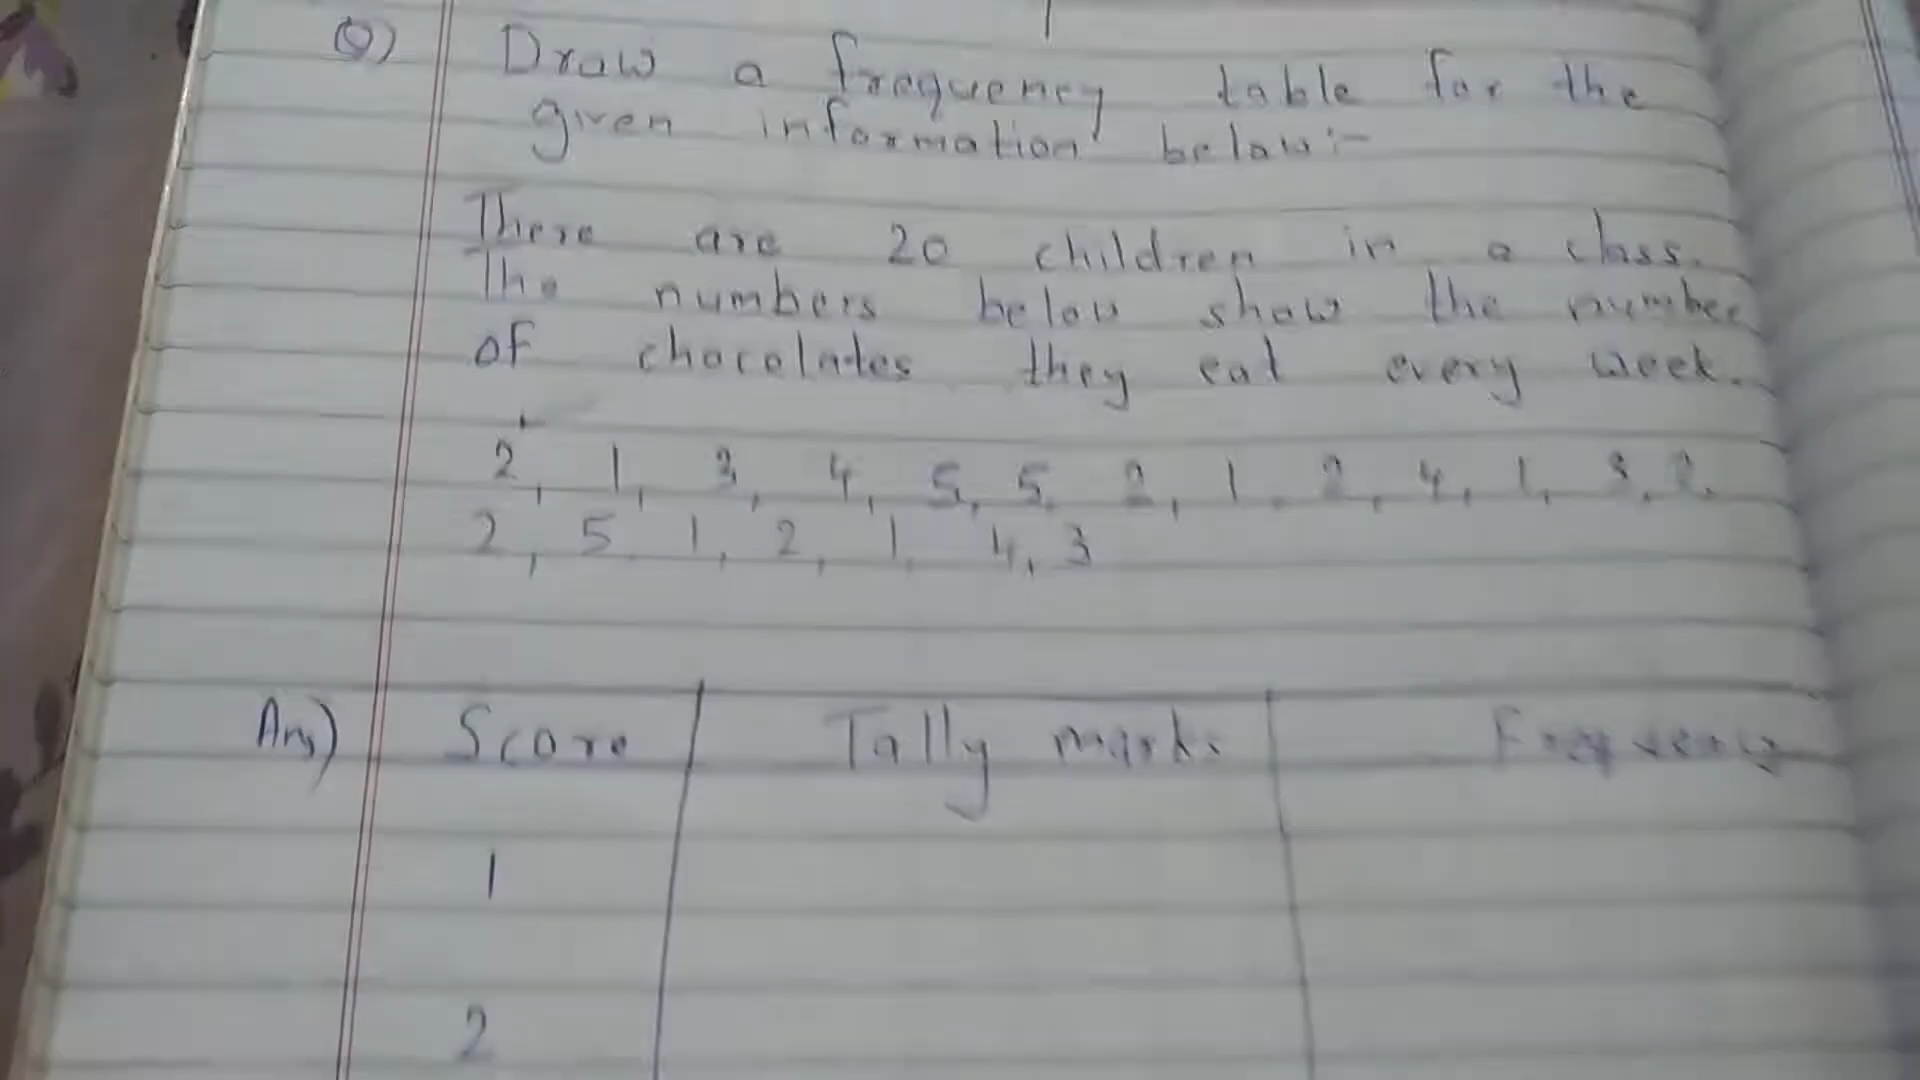 Q) Draw a frequency table for the
given information below:-
There are 20 children in a class.
The numbers below show the number
of chocolates they eat every week.
2, 1, 3, 4, 5, 5, 2, 1, 2, 4, 1, 3, 2,
2, 5, 1, 2, 1, 4, 3
Ans) Score Tally marks Frequency
1
2